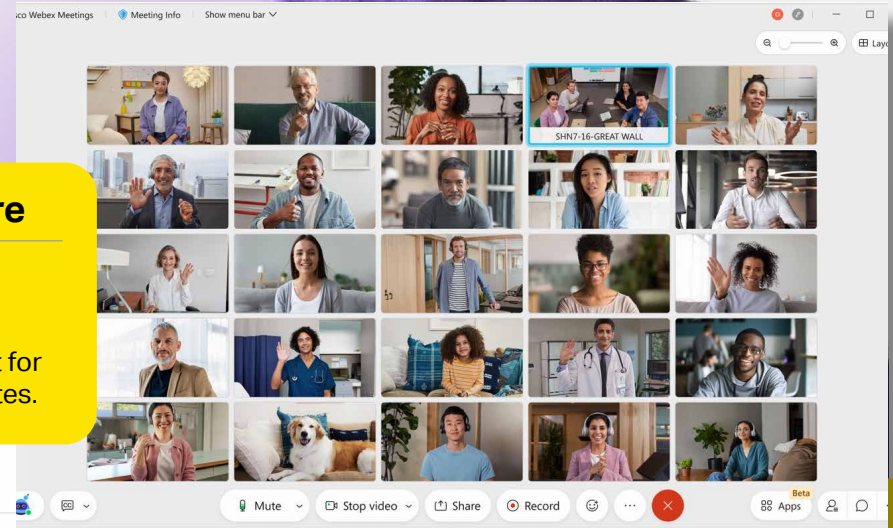 sco Webex Meetings
Meeting Info
Show menu bar
Layo
re
SHN7-16-GREAT WALL
t for
tes.
Mute
Stop video
Share
Record
Beta
Apps
CC